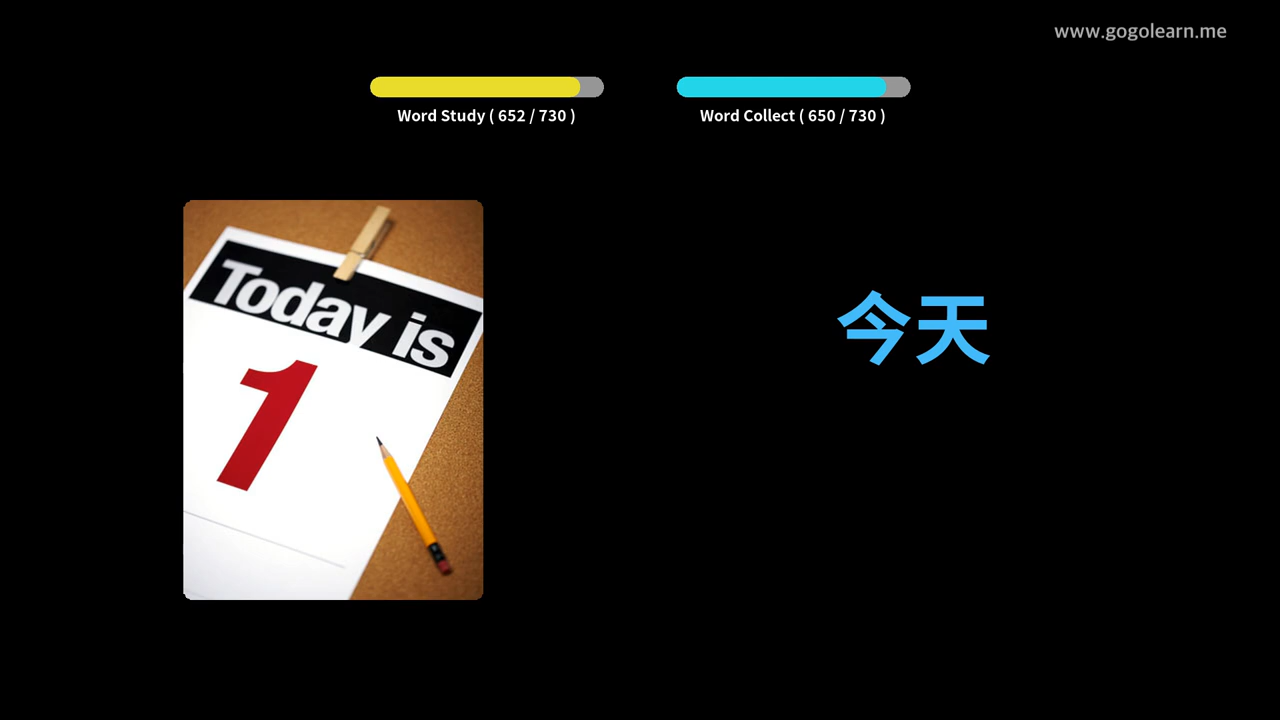 www.gogolearn.me
Word Study ( 652 / 730 )
Word Collect ( 650 / 730 )
Today is
1
今天